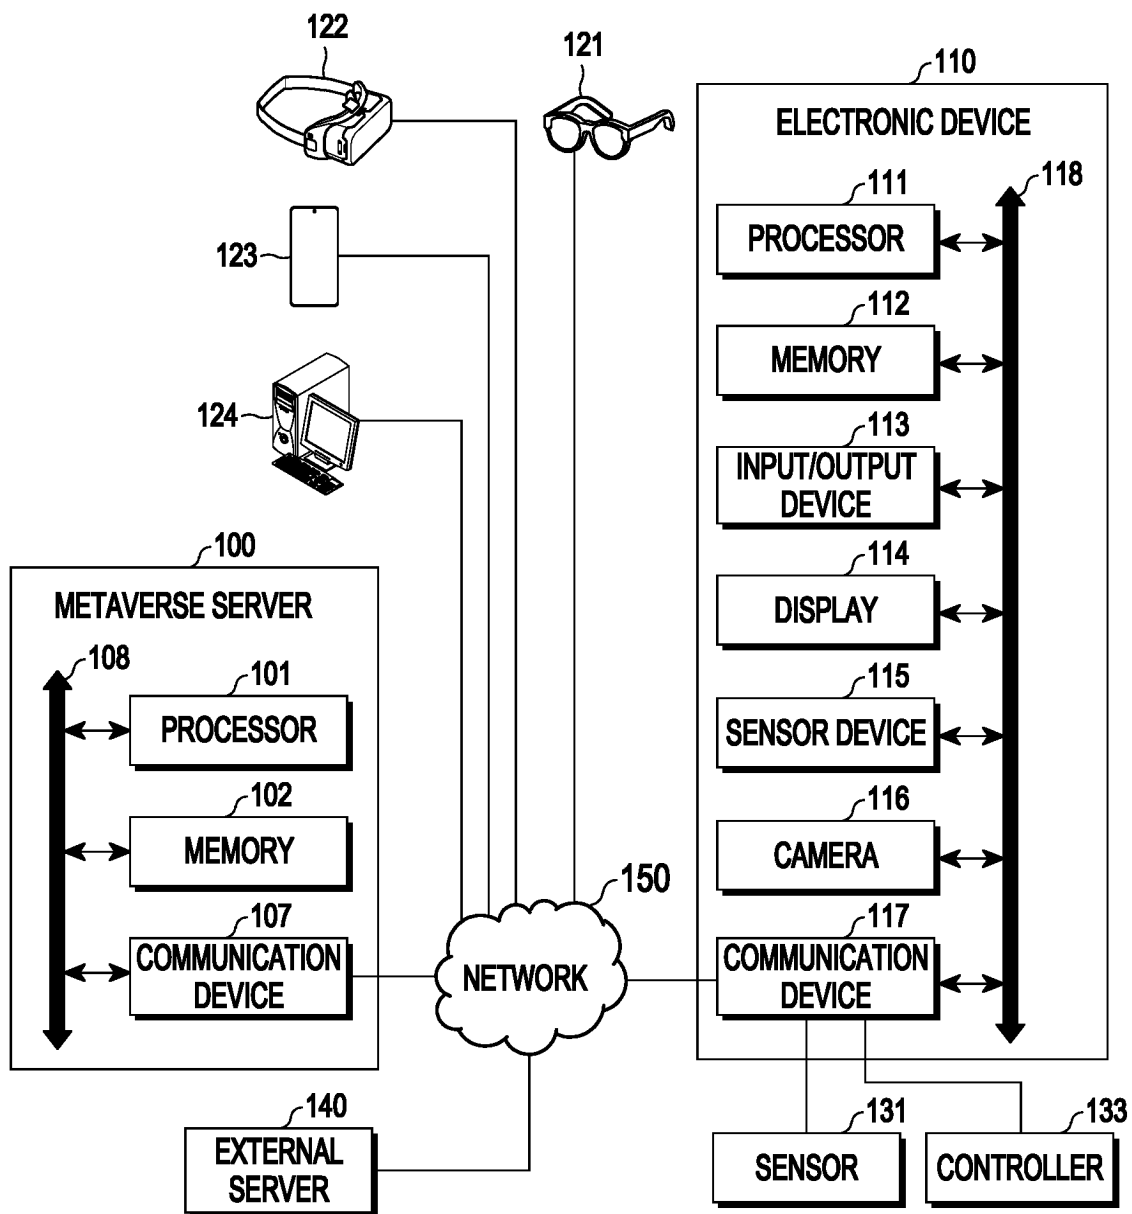 122
121
110
ELECTRONIC DEVICE
111
118
PROCESSOR
123
112
MEMORY
124
113
INPUT/OUTPUT
DEVICE
100
114
METAVERSE SERVER
DISPLAY
108
101
115
PROCESSOR
SENSOR DEVICE
102
116
MEMORY
CAMERA
150
107
117
COMMUNICATION
DEVICE
NETWORK
COMMUNICATION
DEVICE
140
131
133
EXTERNAL
SERVER
SENSOR
CONTROLLER